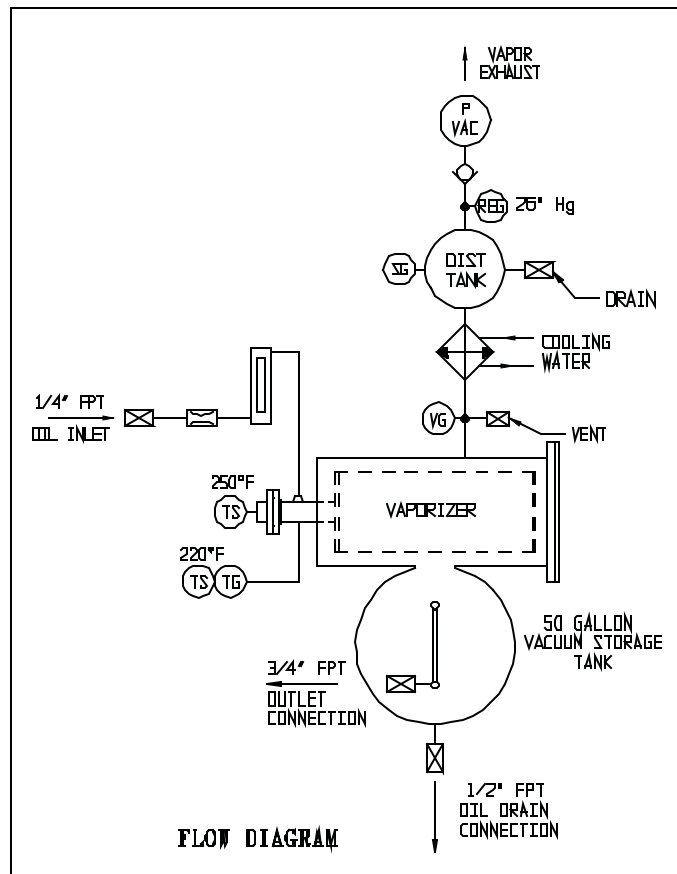 VAPOR
EXHAUST
P
VAC
REG 26" Hg
SG
DIST
TANK
DRAIN
COOLING
WATER
1/4" FPT
OIL INLET
VG
VENT
250°F
TS
VAPORIZER
220°F
TS TG
50 GALLON
VACUUM STORAGE
TANK
3/4" FPT
OUTLET
CONNECTION
1/2" FPT
OIL DRAIN
CONNECTION
FLOW DIAGRAM